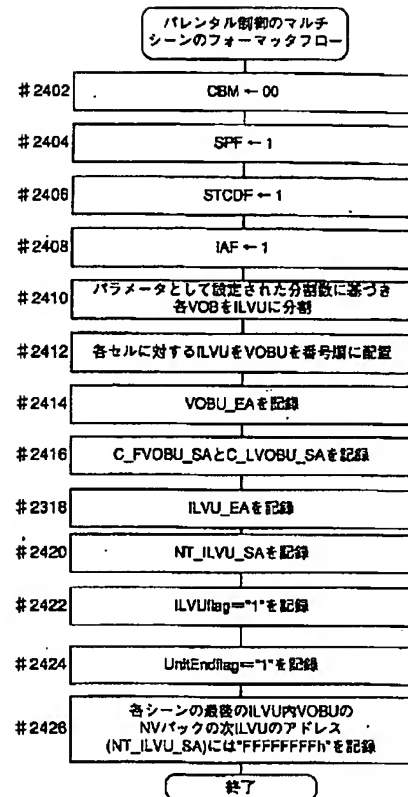 パレンタル制御のマルチ
シーンのフォーマッタフロー
#2402
CBM ← 00
#2404
SPF ← 1
#2406
STCDF ← 1
#2408
IAF ← 1
#2410
パラメータとして設定された分割数に基づき
各VOBをILVUに分割
#2412
各セルに対するILVUをVOBUを番号順に配置
#2414
VOBU_EAを記録
#2416
C_FVOBU_SAとC_LVOBU_SAを記録
#2318
ILVU_EAを記録
#2420
NT_ILVU_SAを記録
#2422
ILVUflag="1"を記録
#2424
UnitEndflag="1"を記録
#2426
各シーンの最後のILVU内VOBUの
NVパックの次ILVUのアドレス
(NT_ILVU_SA)には"FFFFFFFFh"を記録
終了